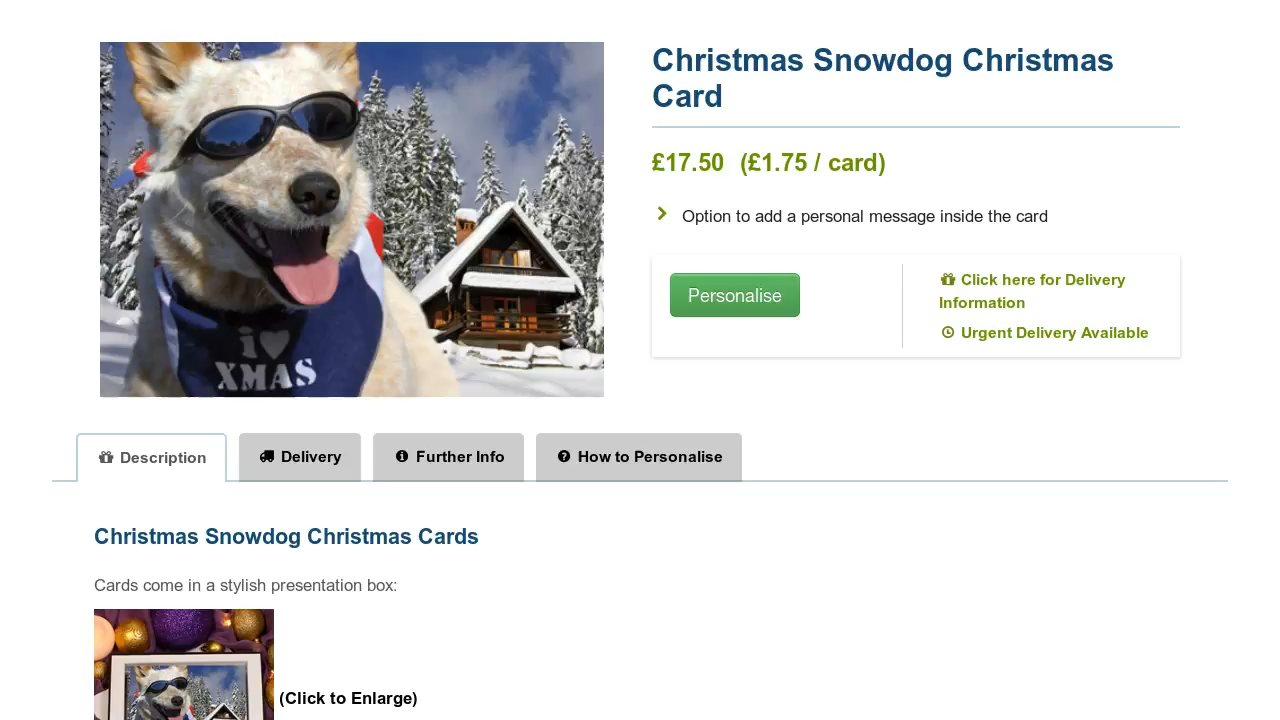 Christmas Snowdog Christmas
Card
£17.50 (£1.75 / card)
Option to add a personal message inside the card
Personalise
Click here for Delivery
Information
Urgent Delivery Available
i
XMAS
Description
Delivery
Further Info
How to Personalise
Christmas Snowdog Christmas Cards
Cards come in a stylish presentation box:
(Click to Enlarge)